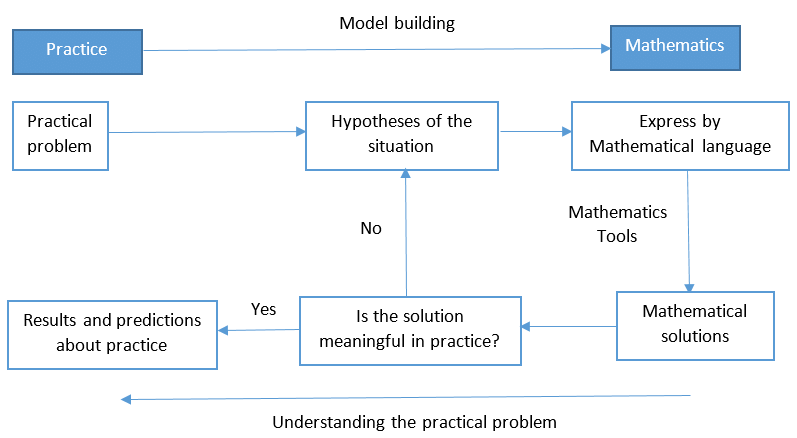 Model building
Practice
Mathematics
Practical
problem
Hypotheses of the
situation
Express by
Mathematical language
No
Mathematics
Tools
Results and predictions
about practice
Yes
Is the solution
meaningful in practice?
Mathematical
solutions
Understanding the practical problem